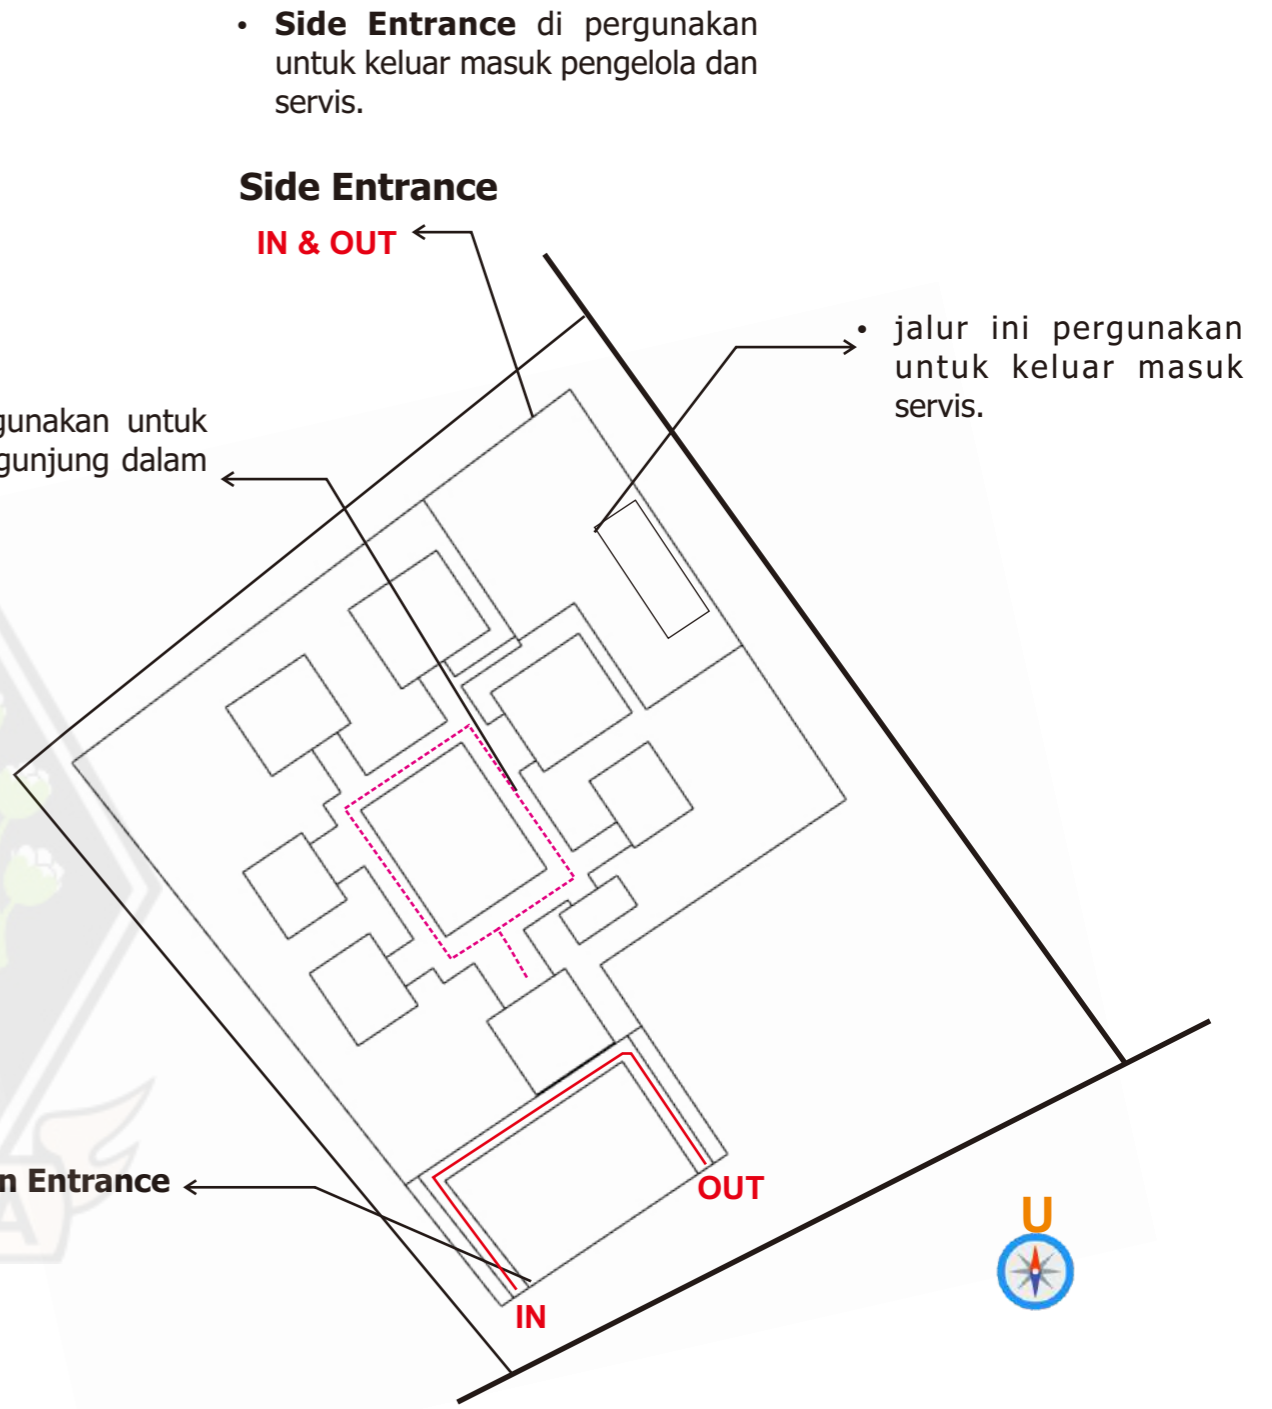 • Side Entrance di pergunakan
untuk keluar masuk pengelola dan
servis.
Side Entrance
IN & OUT
• jalur ini pergunakan
untuk keluar masuk
servis.
gunakan untuk
gunjung dalam
n Entrance
OUT
IN
U
A